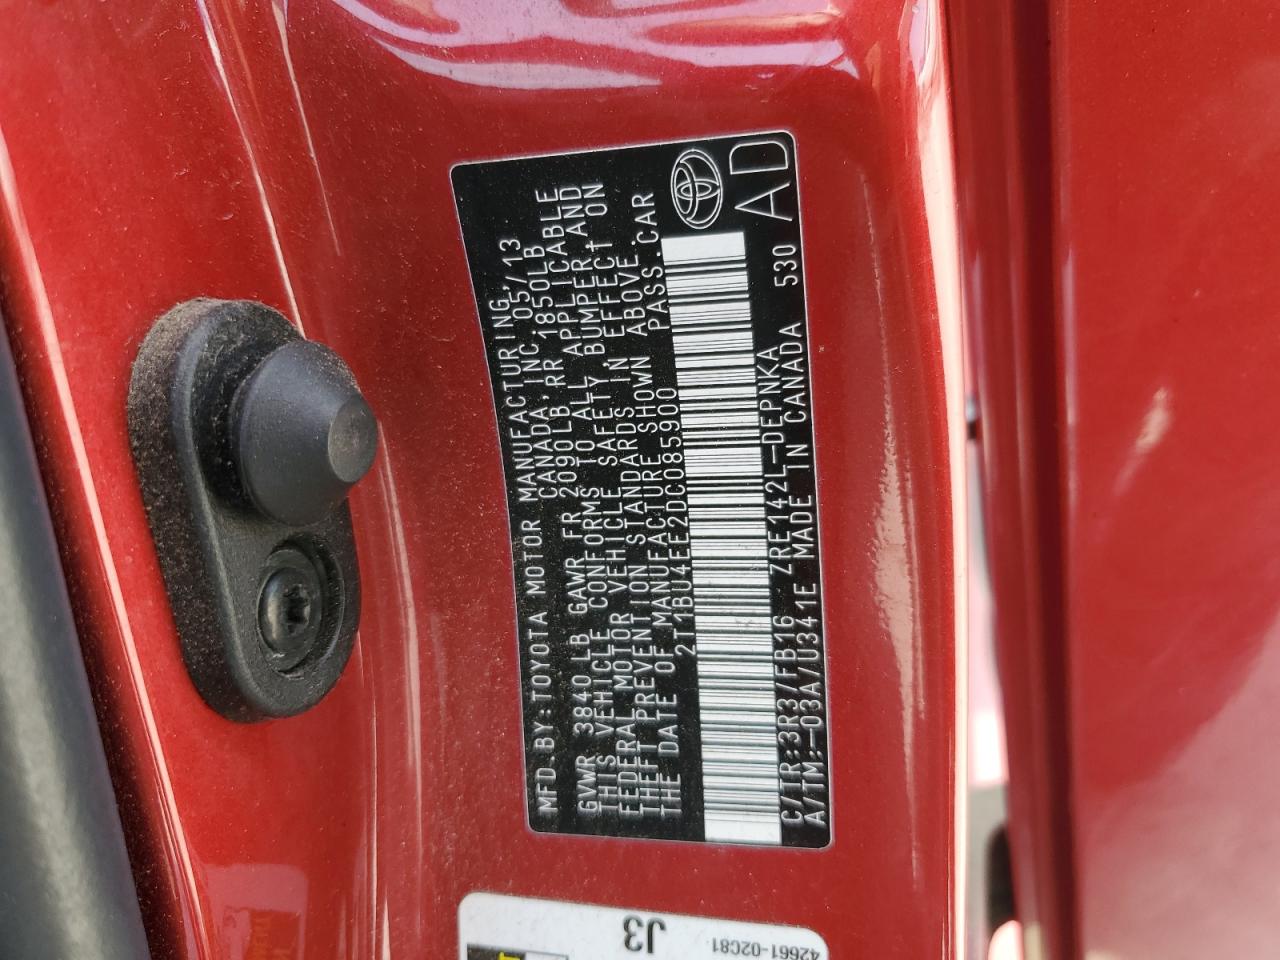 MFD.BY:TOYOTA MOTOR MANUFACTURING,
CANADA INC. 05/13
GVWR 3840 LB GAWR FR 2090LB RR 1850LB
THIS VEHICLE CONFORMS TO ALL APPLICABLE
FEDERAL MOTOR VEHICLE SAFETY, BUMPER, AND
THEFT PREVENTION STANDARDS IN EFFECT ON
THE DATE OF MANUFACTURE SHOWN ABOVE.
2T1BU4EE2DC085900 PASS.CAR
C/TR:3R3/FB16 ZRE142L-DEPNKA
A/TM:-03A/U341E MADE IN CANADA 530
AD
J3
42661-02C81